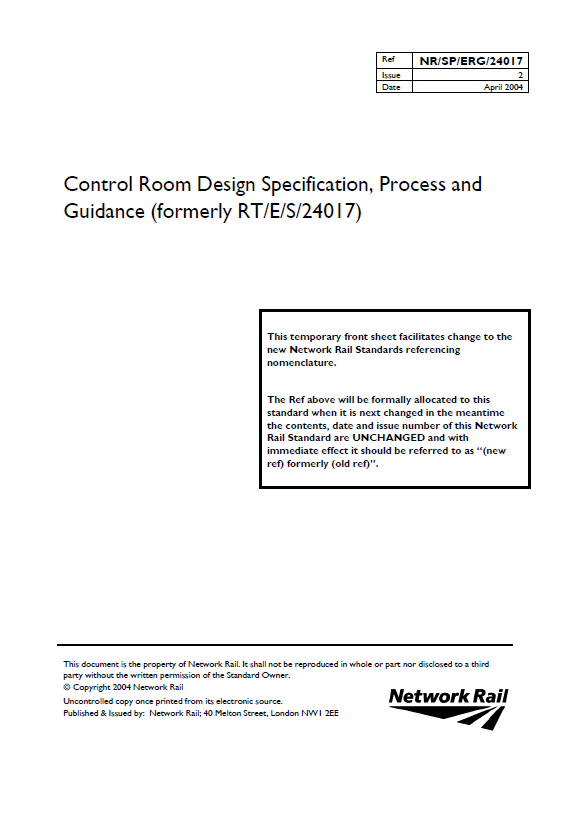 Ref NR/SP/ERG/24017
Issue 2
Date April 2004
Control Room Design Specification, Process and
Guidance (formerly RT/E/S/24017)
This temporary front sheet facilitates change to the
new Network Rail Standards referencing
nomenclature.
The Ref above will be formally allocated to this
standard when it is next changed in the meantime
the contents, date and issue number of this Network
Rail Standard are UNCHANGED and with
immediate effect it should be referred to as “(new
ref) formerly (old ref)”.
This document is the property of Network Rail. It shall not be reproduced in whole or part nor disclosed to a third
party without the written permission of the Standard Owner.
© Copyright 2004 Network Rail
Uncontrolled copy once printed from its electronic source.
Published & Issued by: Network Rail; 40 Melton Street, London NW1 2EE
Network Rail